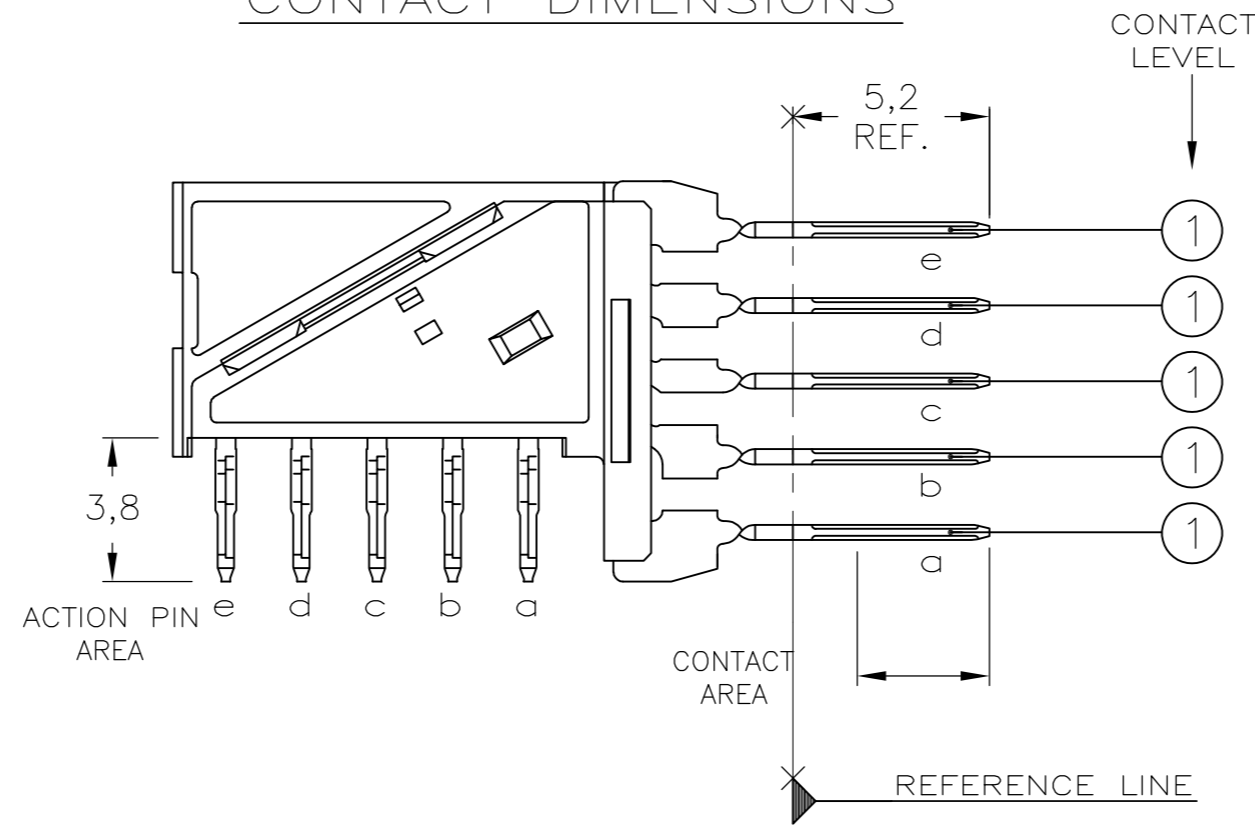 CONTACT DIMENSIONS
CONTACT
LEVEL
5,2
REF.
1
e
1
d
1
c
1
b
1
a
3,8
ACTION PIN
AREA
e d c b a
CONTACT
AREA
REFERENCE LINE